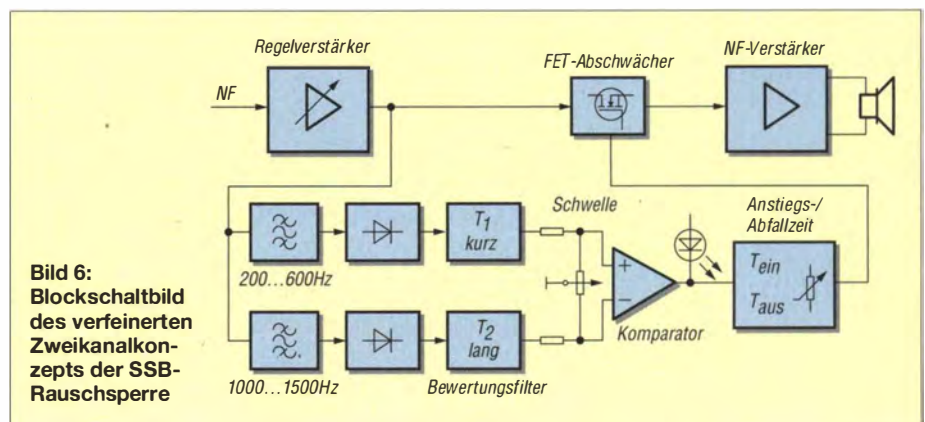 Regelverstärker
FET-Abschwächer
NF-Verstärker
NF
Schwelle
Anstiegs-/
Abfallzeit
T1
kurz
200...600Hz
+
−
Komparator
Tein
Taus
T2
lang
1000...1500Hz
Bewertungsfilter
Bild 6:
Blockschaltbild
des verfeinerten
Zweikanalkon-
zepts der SSB-
Rauschsperre